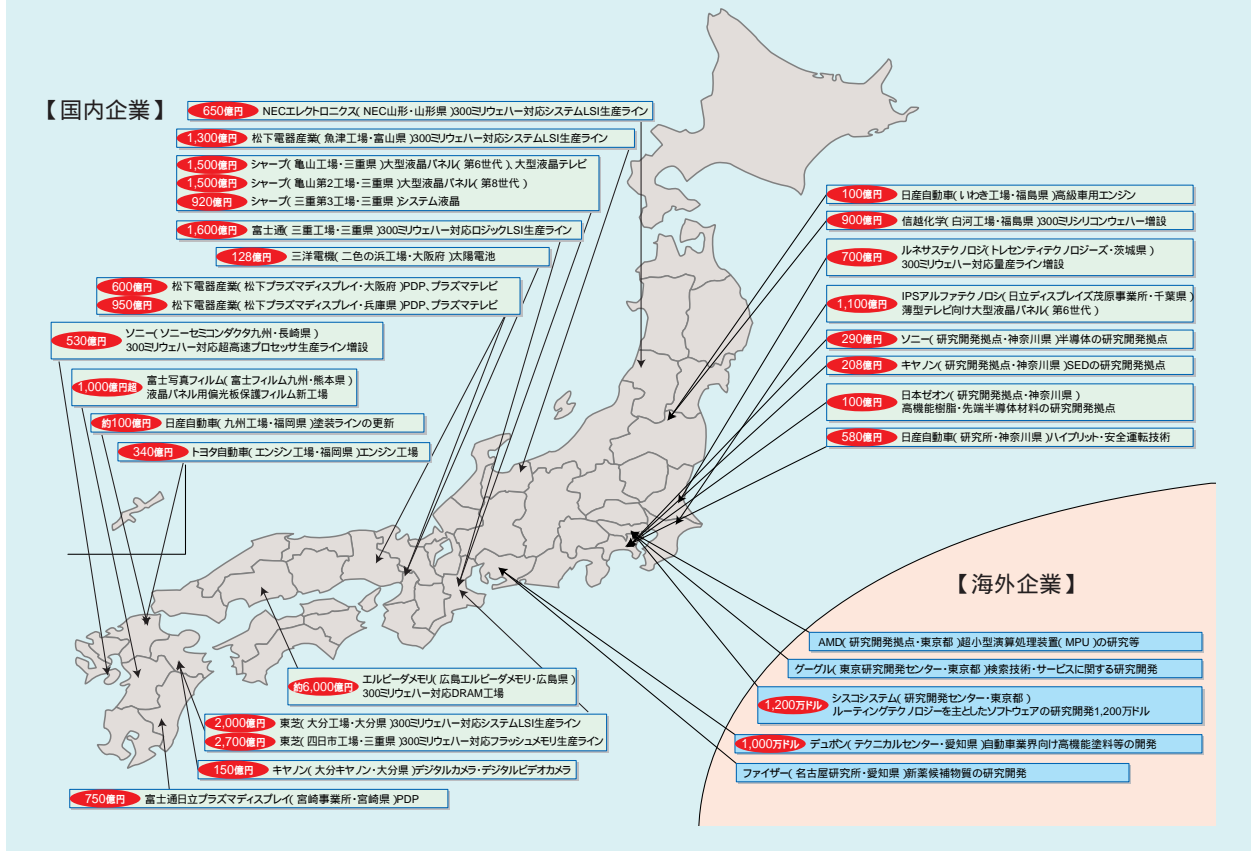 【国内企業】
650億円 NECエレクトロニクス(NEC山形・山形県)300ミリウェハー対応システムLSI生産ライン
1,300億円 松下電器産業(魚津工場・富山県)300ミリウェハー対応システムLSI生産ライン
1,500億円 シャープ(亀山工場・三重県)大型液晶パネル(第6世代)、大型液晶テレビ
1,500億円 シャープ(亀山第2工場・三重県)大型液晶パネル(第8世代)
920億円 シャープ(三重第3工場・三重県)システム液晶
1,600億円 富士通(三重工場・三重県)300ミリウェハー対応ロジックLSI生産ライン
128億円 三洋電機(二色の浜工場・大阪府)太陽電池
600億円 松下電器産業(松下プラズマディスプレイ・大阪府)PDP、プラズマテレビ
950億円 松下電器産業(松下プラズマディスプレイ・兵庫県)PDP、プラズマテレビ
530億円 ソニー(ソニーセミコンダクタ九州・長崎県)
300ミリウェハー対応超高速プロセッサ生産ライン増設
1,000億円超 富士写真フィルム(富士フィルム九州・熊本県)
液晶パネル用偏光板保護フィルム新工場
約100億円 日産自動車(九州工場・福岡県)塗装ラインの更新
340億円 トヨタ自動車(エンジン工場・福岡県)エンジン工場
100億円 日産自動車(いわき工場・福島県)高級車用エンジン
900億円 信越化学(白河工場・福島県)300ミリシリコンウェハー増設
700億円 ルネサステクノロジ(トレセンティテクノロジーズ・茨城県)
300ミリウェハー対応量産ライン増設
1,100億円 IPSアルファテクノロジ(日立ディスプレイズ茂原事業所・千葉県)
薄型テレビ向け大型液晶パネル(第6世代)
290億円 ソニー(研究開発拠点・神奈川県)半導体の研究開発拠点
208億円 キヤノン(研究開発拠点・神奈川県)SEDの研究開発拠点
100億円 日本ゼオン(研究開発拠点・神奈川県)
高機能樹脂・先端半導体材料の研究開発拠点
580億円 日産自動車(研究所・神奈川県)ハイブリット・安全運転技術
【海外企業】
AMD(研究開発拠点・東京都)超小型演算処理装置(MPU)の研究等
グーグル(東京研究開発センター・東京都)検索技術・サービスに関する研究開発
1,200万ドル シスコシステム(研究開発センター・東京都)
ルーティングテクノロジーを主としたソフトウェアの研究開発1,200万ドル
1,000万ドル デュポン(テクニカルセンター・愛知県)自動車業界向け高機能塗料等の開発
ファイザー(名古屋研究所・愛知県)新薬候補物質の研究開発
約6,000億円 エルピーダメモリ(広島エルピーダメモリ・広島県)
300ミリウェハー対応DRAM工場
2,000億円 東芝(大分工場・大分県)300ミリウェハー対応システムLSI生産ライン
2,700億円 東芝(四日市工場・三重県)300ミリウェハー対応フラッシュメモリ生産ライン
150億円 キヤノン(大分キヤノン・大分県)デジタルカメラ・デジタルビデオカメラ
750億円 富士通日立プラズマディスプレイ(宮崎事業所・宮崎県)PDP